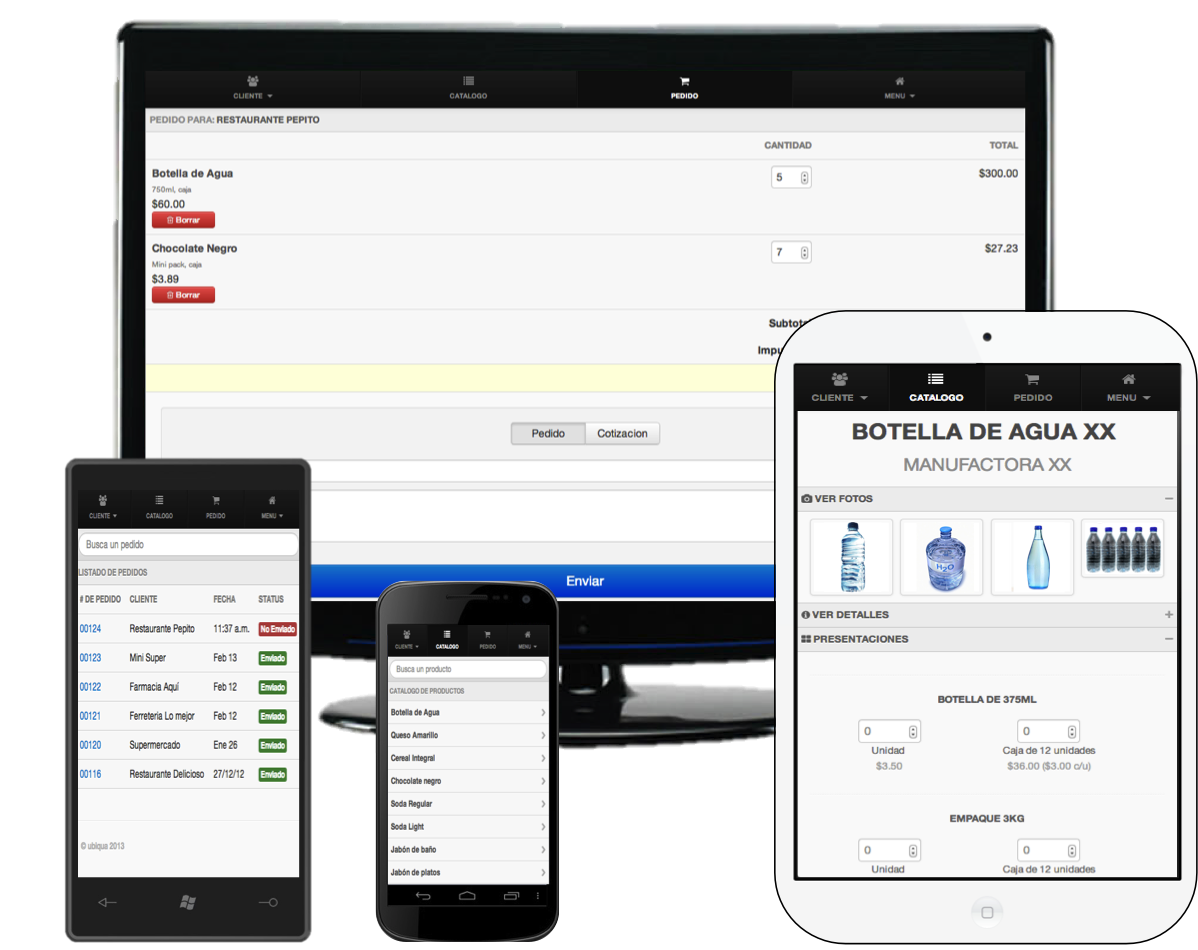 CLIENTE
CATALOGO
PEDIDO
MENU
PEDIDO PARA: RESTAURANTE PEPITO
CANTIDAD TOTAL
Botella de Agua 5 $300.00
750ml, caja
$60.00
Borrar
Chocolate Negro 7 $27.23
Mini pack, caja
$3.89
Borrar
Pedido Cotizacion
Enviar
CLIENTE CATALOGO PEDIDO MENU
Busca un pedido
LISTADO DE PEDIDOS
# DE PEDIDO CLIENTE FECHA STATUS
00124 Restaurante Pepito 11:37 a.m. No Enviado
00123 Mini Super Feb 13 Enviado
00122 Farmacia Aquí Feb 12 Enviado
00121 Ferreteria Lo mejor Feb 12 Enviado
00120 Supermercado Ene 26 Enviado
00116 Restaurante Delicioso 27/12/12 Enviado
© ubiqua 2013
CLIENTE CATALOGO PEDIDO MENU
Busca un producto
CATALOGO DE PRODUCTOS
Botella de Agua
Queso Amarillo
Cereal Integral
Chocolate negro
Soda Regular
Soda Light
Jabón de baño
Jabón de platos
CLIENTE CATALOGO PEDIDO MENU
BOTELLA DE AGUA XX
MANUFACTORA XX
VER FOTOS
H2O
VER DETALLES
PRESENTACIONES
BOTELLA DE 375ML
0 0
Unidad Caja de 12 unidades
$3.50 $36.00 ($3.00 c/u)
EMPAQUE 3KG
0 0
Unidad Caja de 12 unidades